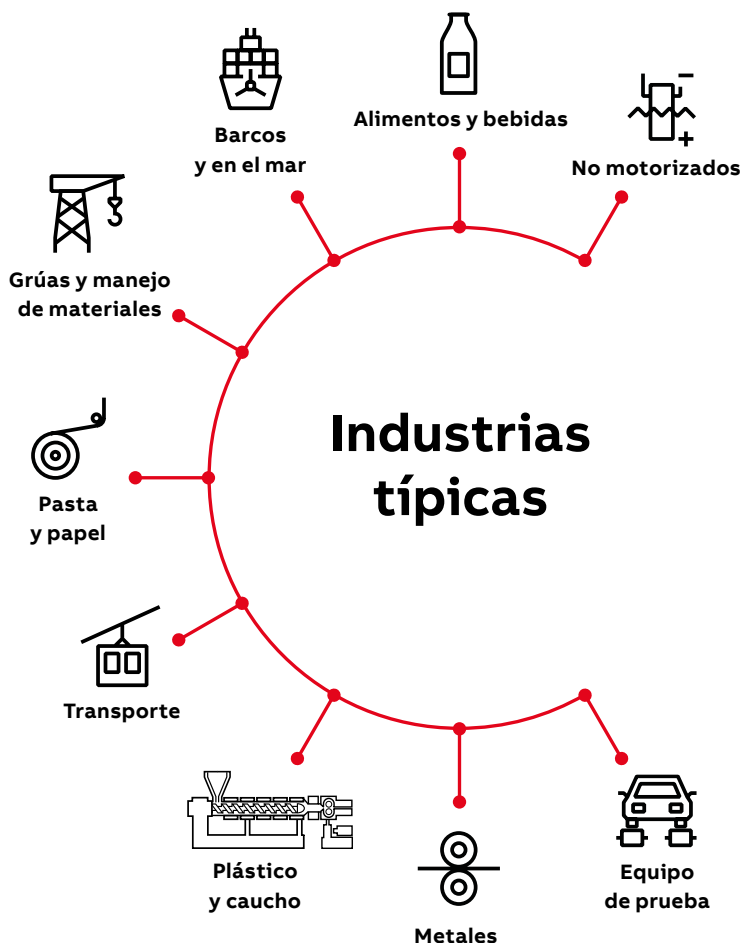 Alimentos y bebidas
Barcos
y en el mar
No motorizados
Grúas y manejo
de materiales
Industrias
típicas
Pasta
y papel
Transporte
Plástico
y caucho
Equipo
de prueba
Metales